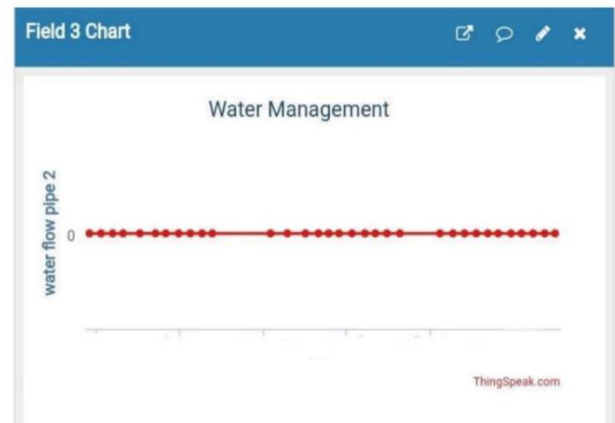 Field 3 Chart
Water Management
water flow pipe 2
0
ThingSpeak.com